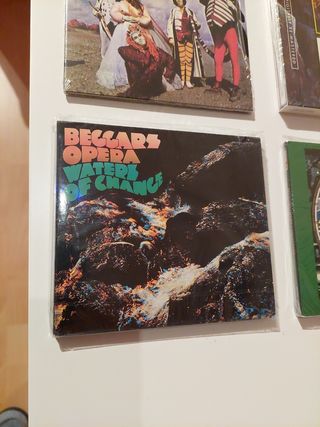 BEGGARS
OPERA
WATERS
OF CHANGE